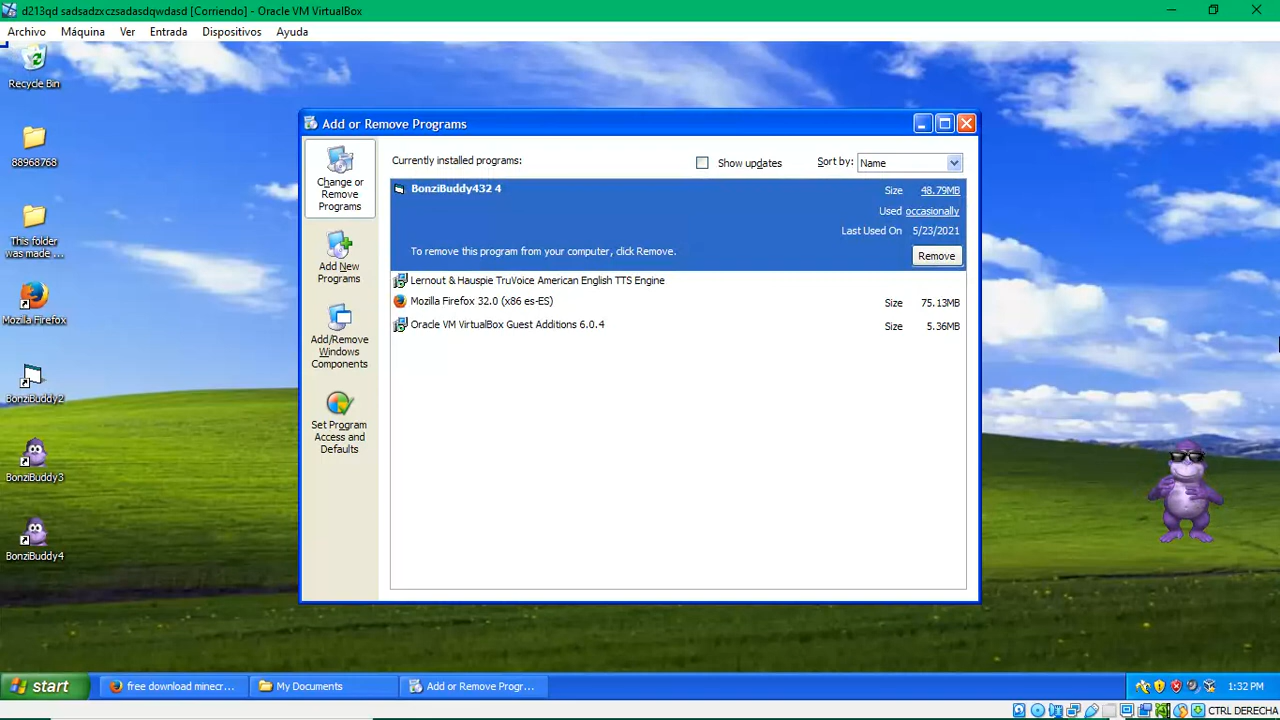 d213qd sadsadzxczsadasdqwdasd [Corriendo] - Oracle VM VirtualBox
Archivo Máquina Ver Entrada Dispositivos Ayuda
Recycle Bin
88968768
This folder
was made ...
Mozilla Firefox
BonziBuddy2
BonziBuddy3
BonziBuddy4
Add or Remove Programs
Change or
Remove
Programs
Add New
Programs
Add/Remove
Windows
Components
Set Program
Access and
Defaults
Currently installed programs:
Show updates
Sort by: Name
BonziBuddy432 4
Size 48.79MB
Used occasionally
Last Used On 5/23/2021
To remove this program from your computer, click Remove.
Remove
Lernout & Hauspie TruVoice American English TTS Engine
Mozilla Firefox 32.0 (x86 es-ES) Size 75.13MB
Oracle VM VirtualBox Guest Additions 6.0.4 Size 5.36MB
start free download minecr... My Documents Add or Remove Progr... 1:32 PM
CTRL DERECHA